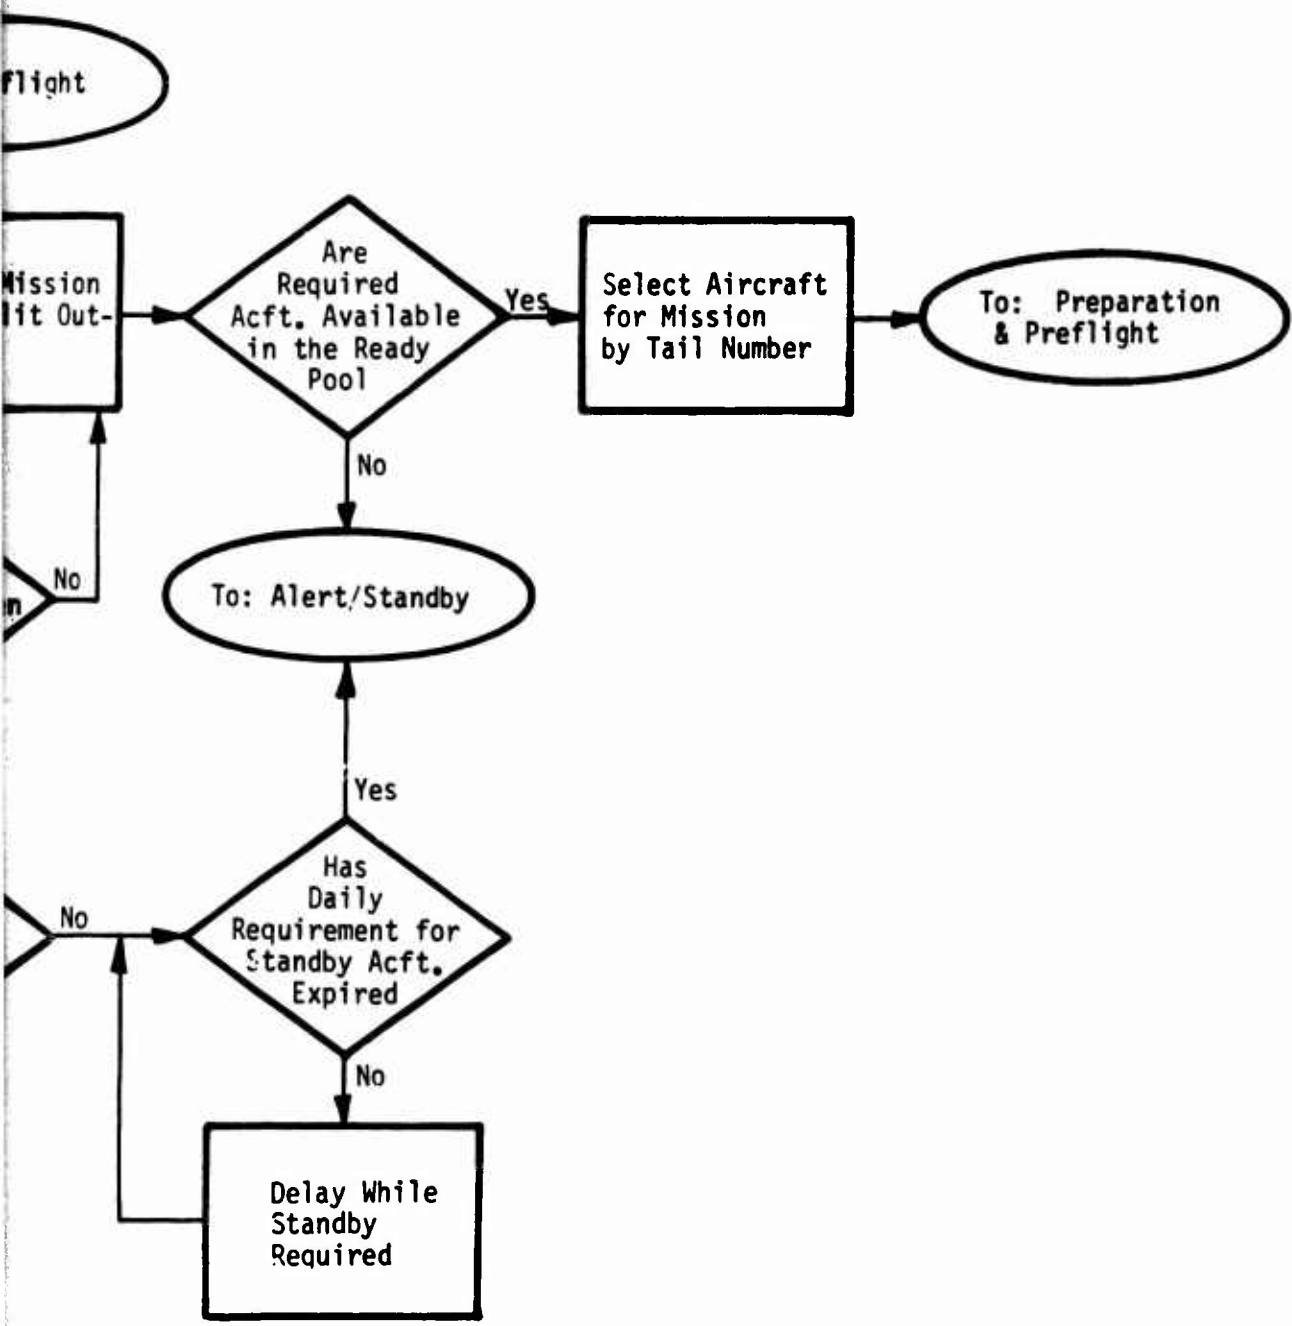 flight
Mission
lit Out-
Are
Required
Acft. Available
in the Ready
Pool
Yes
Select Aircraft
for Mission
by Tail Number
To: Preparation
& Preflight
No
No
To: Alert/Standby
Yes
Has
Daily
Requirement for
Standby Acft.
Expired
No
No
Delay While
Standby
Required